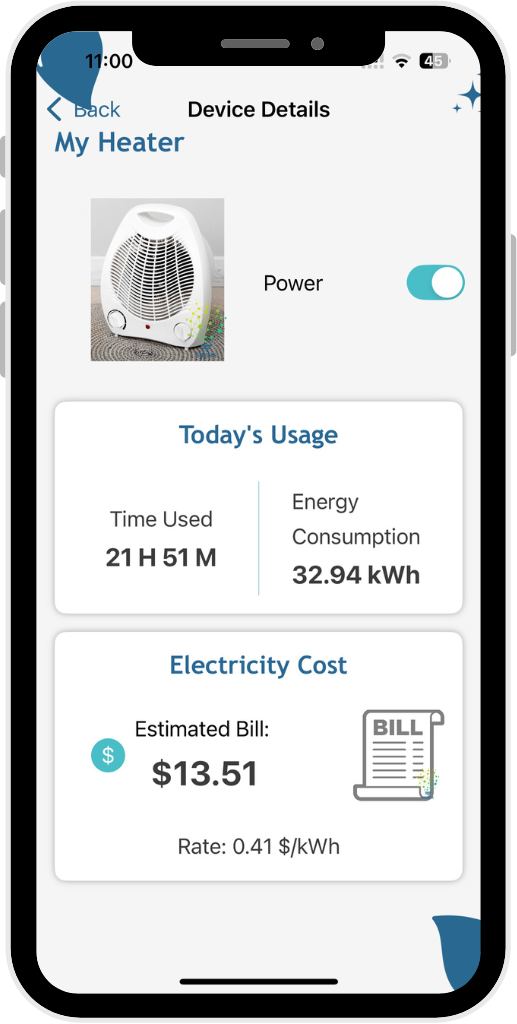 11:00
45
Back
Device Details
My Heater
Power
Today's Usage
Time Used
21 H 51 M
Energy
Consumption
32.94 kWh
Electricity Cost
$
Estimated Bill:
$13.51
BILL
Rate: 0.41 $/kWh